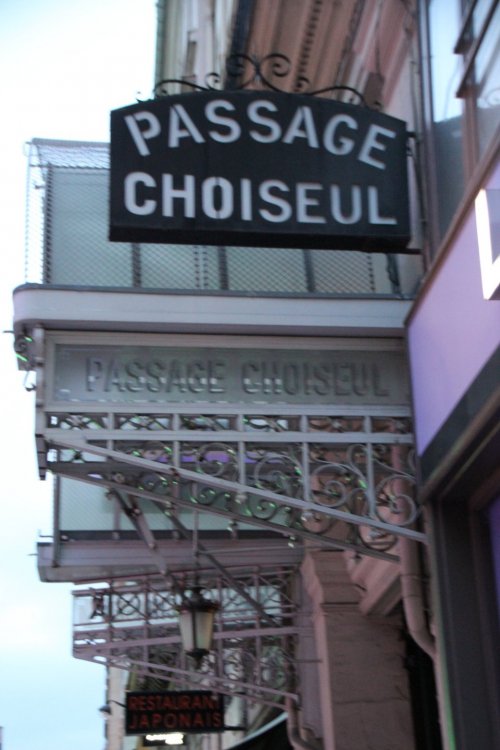 PASSAGE
CHOISEUL
PASSAGE CHOISEUL
RESTAURANT
JAPONAIS